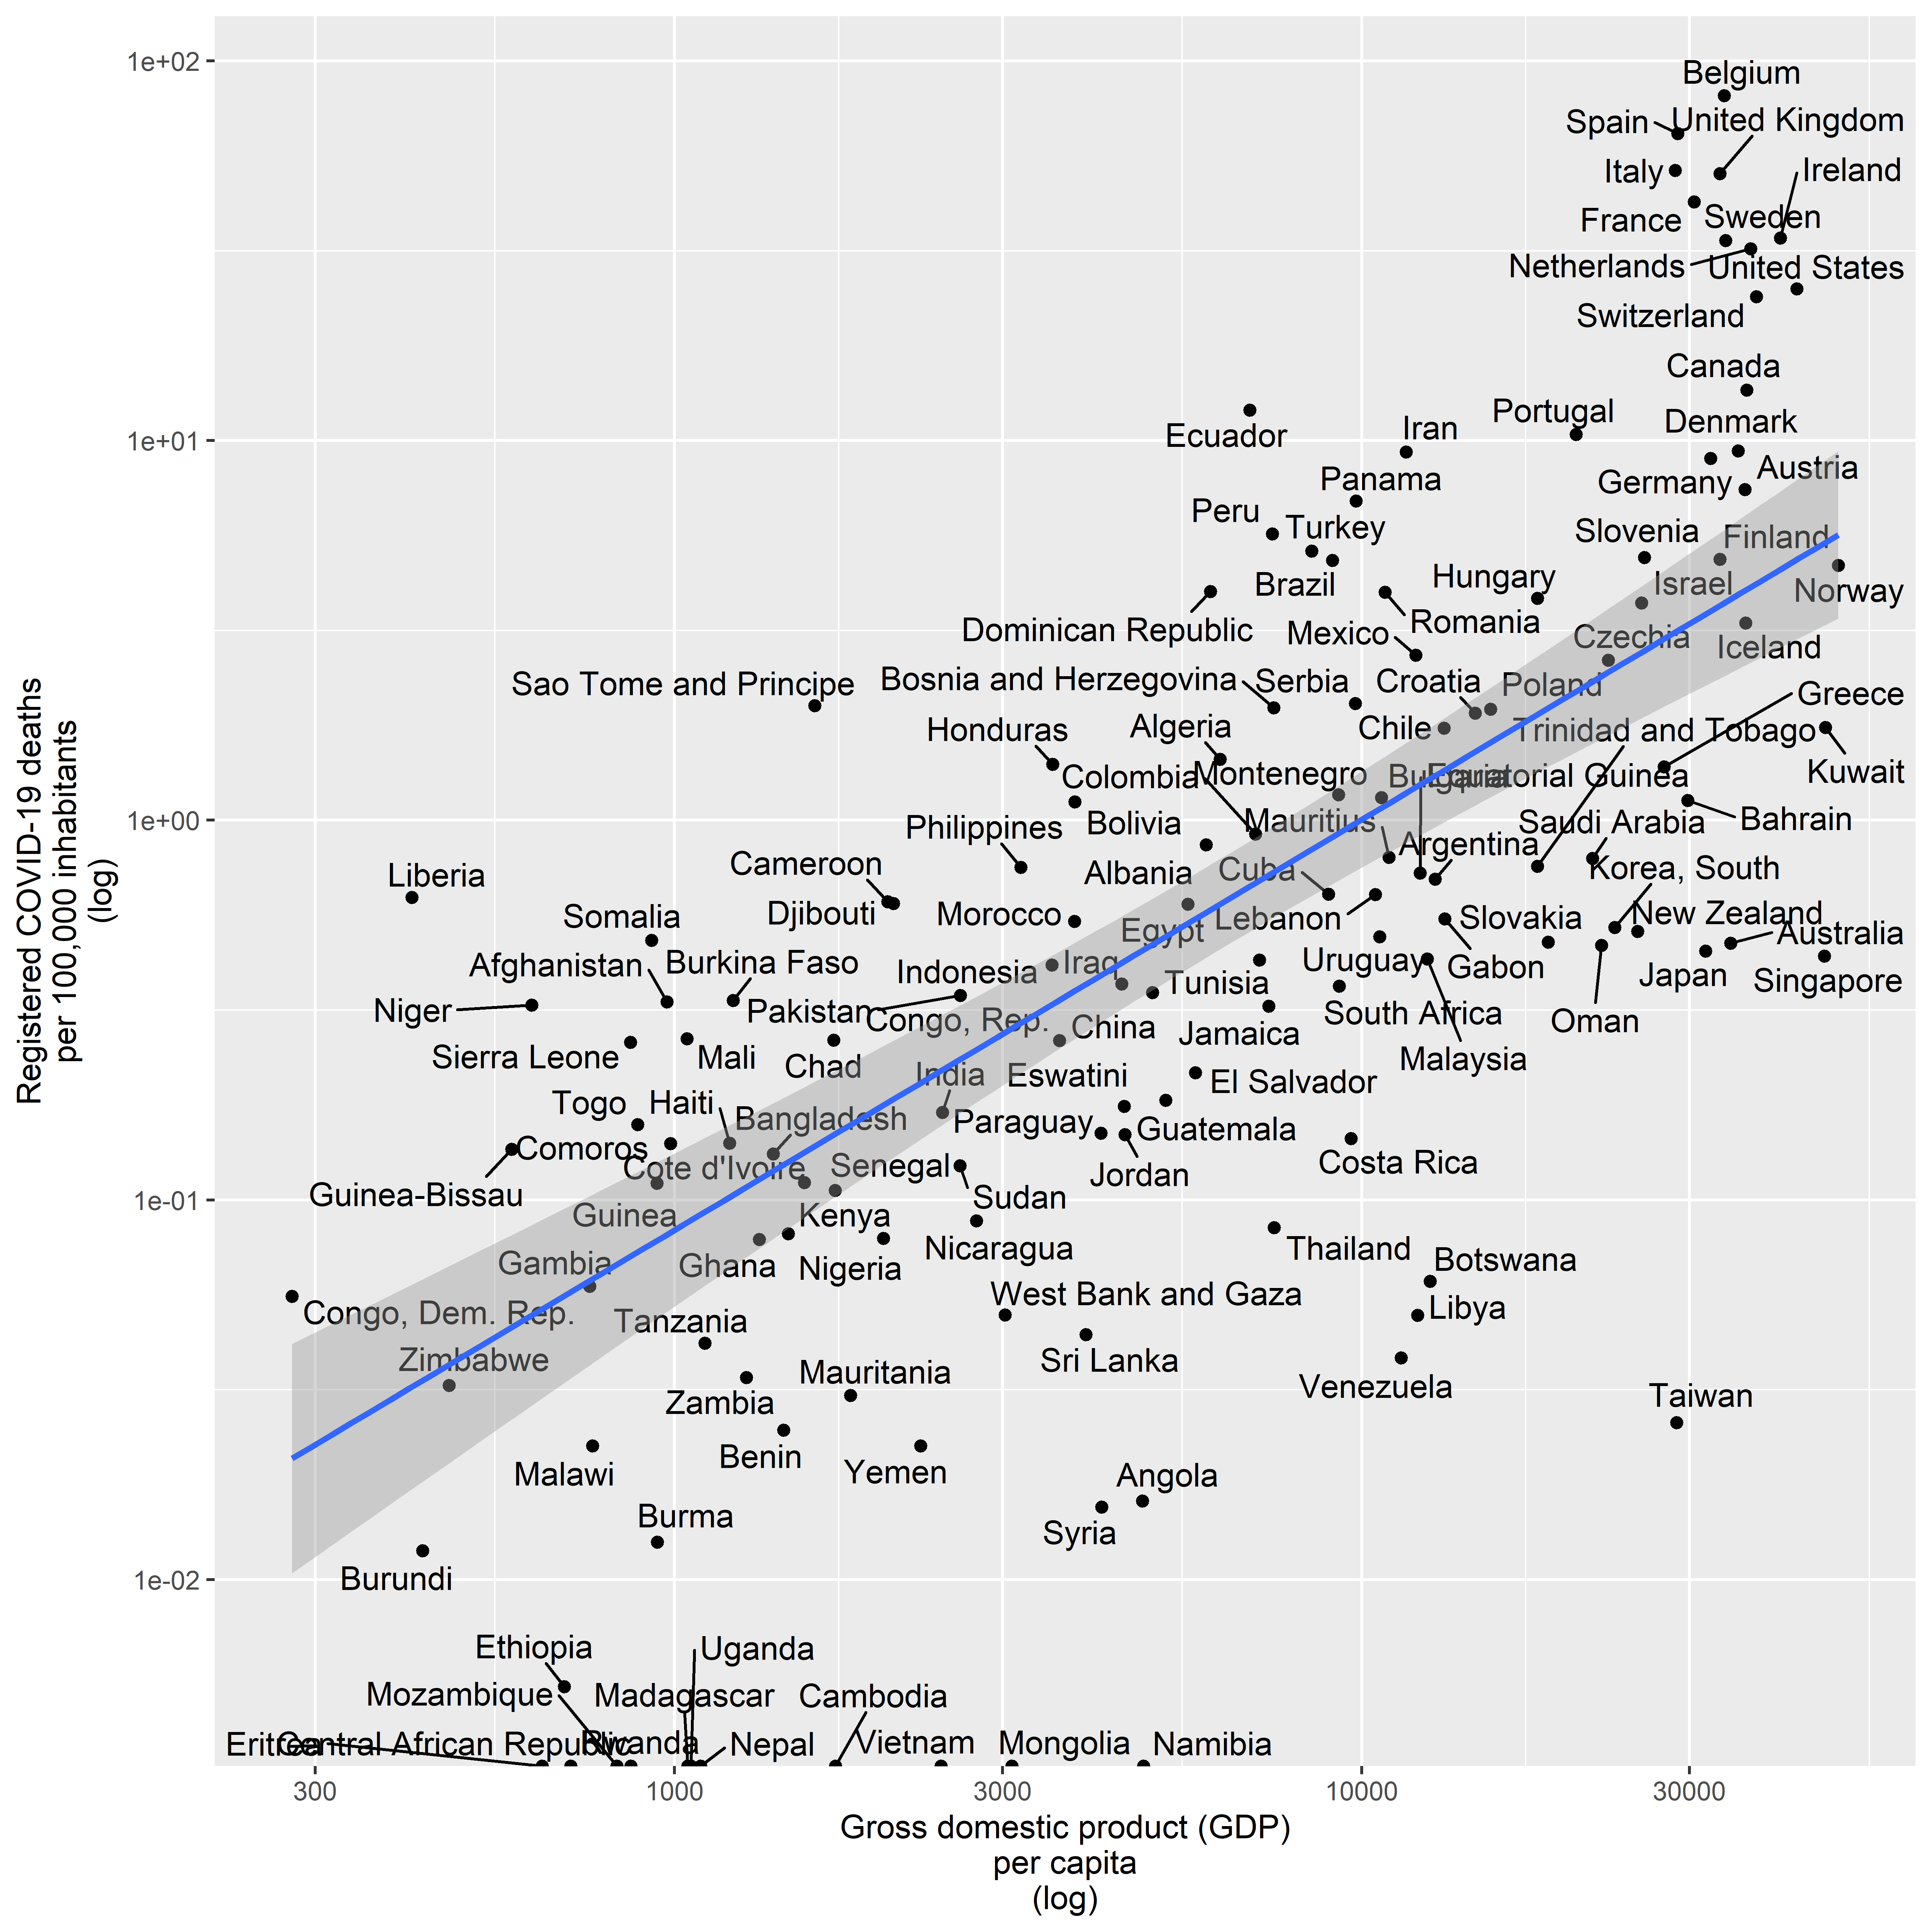 1e+02
Belgium
Spain
United Kingdom
Italy
Ireland
France
Sweden
Netherlands
United States
Switzerland
Canada
Portugal
Denmark
Ecuador
Iran
1e+01
Austria
Panama
Germany
Peru
Turkey
Slovenia
Finland
Brazil
Hungary
Israel
Norway
Dominican Republic
Mexico
Romania
Czechia
Iceland
Sao Tome and Principe
Bosnia and Herzegovina
Serbia
Croatia
Poland
Greece
Honduras
Algeria
Chile
Trinidad and Tobago
Colombia
Montenegro
Bulgaria
Equatorial Guinea
Kuwait
Philippines
Bolivia
Mauritius
Saudi Arabia
Bahrain
1e+00
Liberia
Cameroon
Albania
Cuba
Argentina
Korea, South
Somalia
Djibouti
Morocco
Egypt
Lebanon
Slovakia
New Zealand
Australia
Afghanistan
Burkina Faso
Indonesia
Iraq
Tunisia
Uruguay
Gabon
Japan
Singapore
Niger
Pakistan
Congo, Rep.
China
Jamaica
South Africa
Oman
Sierra Leone
Mali
Chad
India
Eswatini
El Salvador
Malaysia
Togo
Haiti
Bangladesh
Paraguay
Guatemala
Comoros
Cote d'Ivoire
Senegal
Jordan
Costa Rica
Guinea-Bissau
Sudan
1e-01
Guinea
Kenya
Nicaragua
Thailand
Gambia
Ghana
Nigeria
Botswana
Congo, Dem. Rep.
Tanzania
West Bank and Gaza
Libya
Zimbabwe
Mauritania
Sri Lanka
Zambia
Venezuela
Taiwan
Malawi
Benin
Yemen
Angola
Burma
Syria
Burundi
1e-02
Ethiopia
Uganda
Mozambique
Madagascar
Cambodia
Eritrea
Central African Republic
Rwanda
Nepal
Vietnam
Mongolia
Namibia
300
1000
3000
10000
30000
Gross domestic product (GDP)
per capita
(log)
Registered COVID-19 deaths
per 100,000 inhabitants
(log)